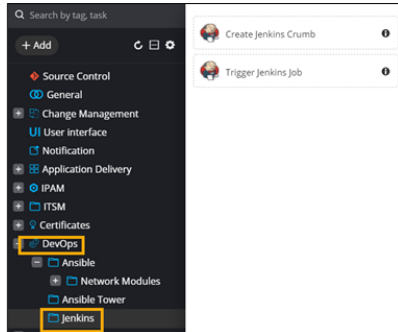 Search by tag, task
+ Add
Source Control
General
Change Management
User interface
Notification
Application Delivery
IPAM
ITSM
Certificates
DevOps
Ansible
Network Modules
Ansible Tower
Jenkins
Create Jenkins Crumb
Trigger Jenkins Job